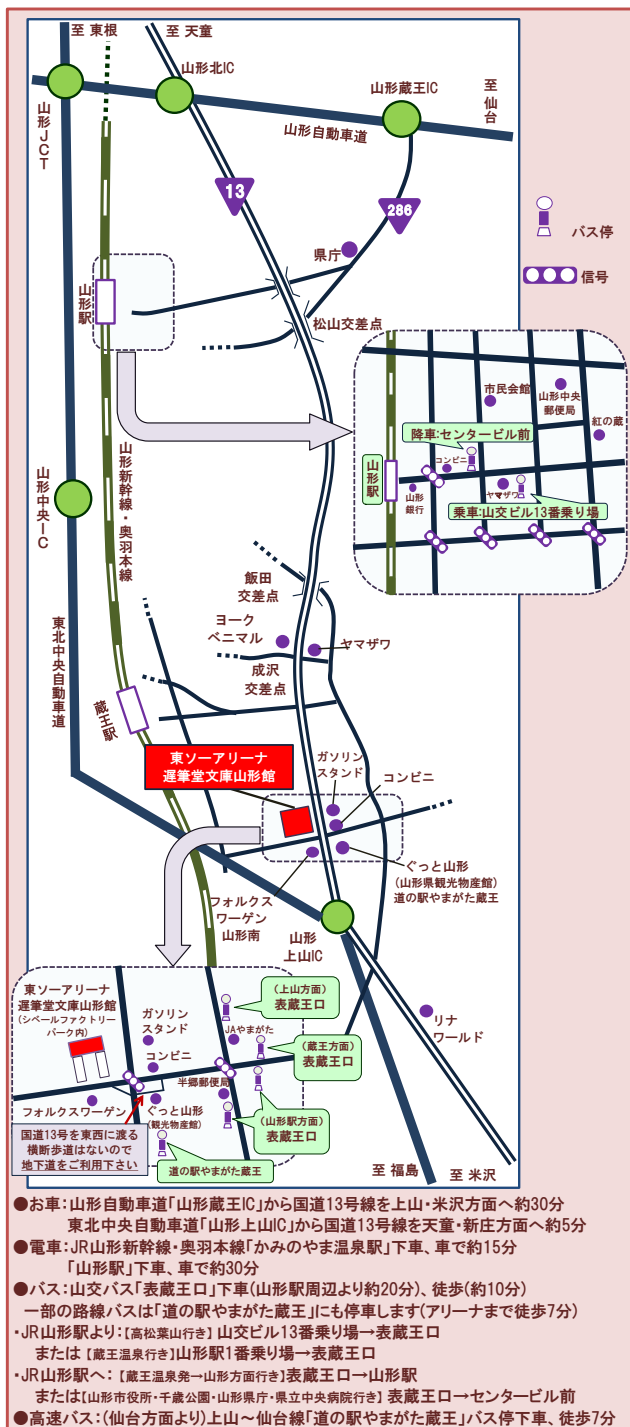 至 東根
至 天童
山形北IC
山形蔵王IC
至仙台
山形JCT
山形自動車道
13
286
バス停
信号
県庁
山形駅
松山交差点
市民会館
山形中央
郵便局
紅の蔵
降車:センタービル前
コンビニ
山形駅
山形
銀行
ヤマザワ
乗車:山交ビル13番乗り場
山形新幹線・奥羽本線
山形中央IC
東北中央自動車道
飯田
交差点
ヨーク
ベニマル
ヤマザワ
成沢
交差点
蔵王駅
東ソーアリーナ
遅筆堂文庫山形館
ガソリン
スタンド
コンビニ
ぐっと山形
(山形県観光物産館)
道の駅やまがた蔵王
フォルクス
ワーゲン
山形南
山形
上山IC
リナ
ワールド
東ソーアリーナ
遅筆堂文庫山形館
(シベールファクトリー
パーク内)
ガソリン
スタンド
コンビニ
(上山方面)
表蔵王口
JAやまがた
(蔵王方面)
表蔵王口
半郷郵便局
(山形駅方面)
表蔵王口
フォルクスワーゲン
ぐっと山形
(観光物産館)
国道13号を東西に渡る
横断歩道はないので
地下道をご利用下さい
道の駅やまがた蔵王
至 福島
至 米沢
●お車:山形自動車道「山形蔵王IC」から国道13号線を上山・米沢方面へ約30分
東北中央自動車道「山形上山IC」から国道13号線を天童・新庄方面へ約5分
●電車:JR山形新幹線・奥羽本線「かみのやま温泉駅」下車、車で約15分
「山形駅」下車、車で約30分
●バス:山交バス「表蔵王口」下車(山形駅周辺より約20分)、徒歩(約10分)
一部の路線バスは「道の駅やまがた蔵王」にも停車します(アリーナまで徒歩7分)
・JR山形駅より:【高松葉山行き】山交ビル13番乗り場→表蔵王口
または【蔵王温泉行き】山形駅1番乗り場→表蔵王口
・JR山形駅へ:【蔵王温泉発→山形方面行き】表蔵王口→山形駅
または【山形市役所・千歳公園・山形県庁・県立中央病院行き】表蔵王口→センタービル前
●高速バス:(仙台方面より)上山～仙台線「道の駅やまがた蔵王」バス停下車、徒歩7分